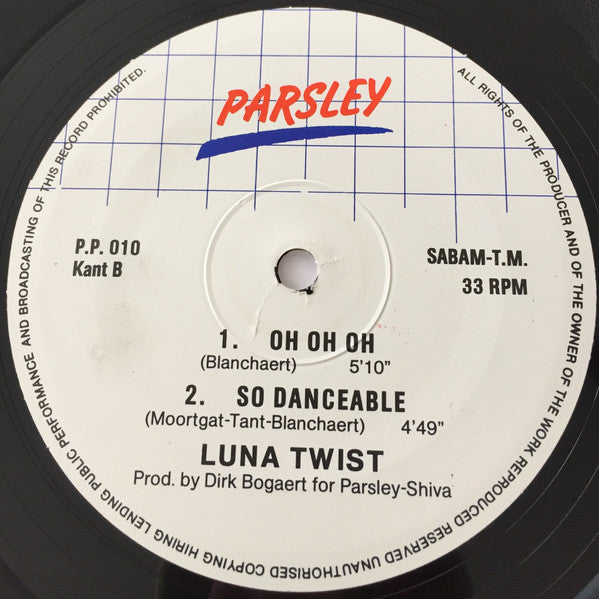 PARSLEY
P.P. 010
Kant B
SABAM-T.M.
33 RPM
1. OH OH OH
(Blanchaert) 5'10"
2. SO DANCEABLE
(Moortgat-Tant-Blanchaert) 4'49"
LUNA TWIST
Prod. by Dirk Bogaert for Parsley-Shiva
ALL RIGHTS OF THE PRODUCER AND OF THE OWNER OF THE WORK REPRODUCED RESERVED UNAUTHORISED COPYING HIRING LENDING PUBLIC PERFORMANCE AND BROADCASTING OF THIS RECORD PROHIBITED.